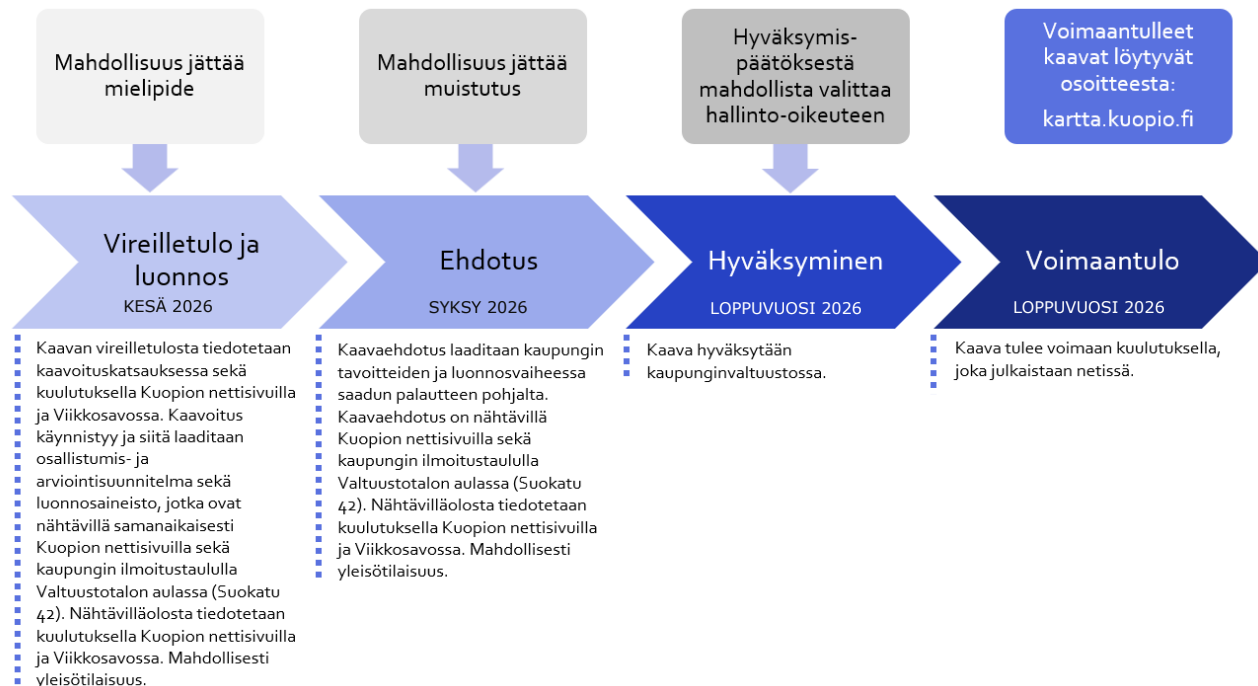 Mahdollisuus jättää
mielipide
Mahdollisuus jättää
muistutus
Hyväksymis-
päätöksestä
mahdollista valittaa
hallinto-oikeuteen
Voimaantulleet
kaavat löytyvät
osoitteesta:
kartta.kuopio.fi
Vireilletulo ja
luonnos
KESÄ 2026
Ehdotus
SYKSY 2026
Hyväksyminen
LOPPUVUOSI 2026
Voimaantulo
LOPPUVUOSI 2026
Kaavan vireilletulosta tiedotetaan
kaavoituskatsauksessa sekä
kuulutuksella Kuopion nettisivuilla
ja Viikkosavossa. Kaavoitus
käynnistyy ja siitä laaditaan
osallistumis- ja
arviointisuunnitelma sekä
luonnosaineisto, jotka ovat
nähtävillä samanaikaisesti
Kuopion nettisivuilla sekä
kaupungin ilmoitustaululla
Valtuustotalon aulassa (Suokatu
42). Nähtävilläolosta tiedotetaan
kuulutuksella Kuopion nettisivuilla
ja Viikkosavossa. Mahdollisesti
yleisötilaisuus.
Kaavaehdotus laaditaan kaupungin
tavoitteiden ja luonnosvaiheessa
saadun palautteen pohjalta.
Kaavaehdotus on nähtävillä
Kuopion nettisivuilla sekä
kaupungin ilmoitustaululla
Valtuustotalon aulassa (Suokatu
42). Nähtävilläolosta tiedotetaan
kuulutuksella Kuopion nettisivuilla
ja Viikkosavossa. Mahdollisesti
yleisötilaisuus.
Kaava hyväksytään
kaupunginvaltuustossa.
Kaava tulee voimaan kuulutuksella,
joka julkaistaan netissä.